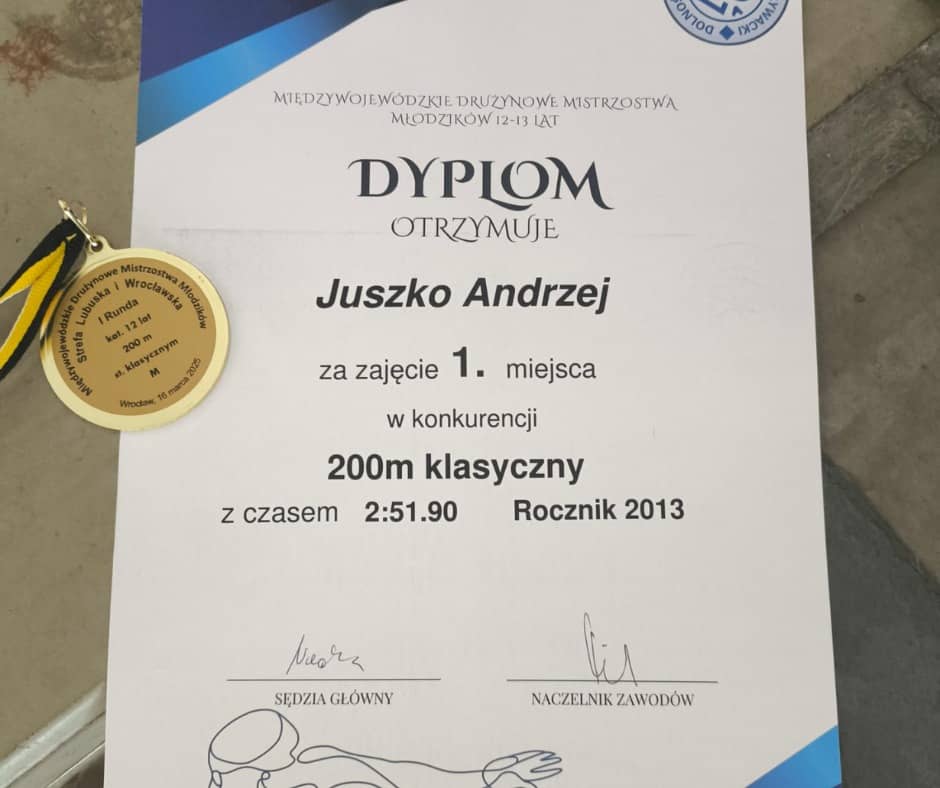 DOLNOŚ
YWACKI
MIĘDZYWOJEWÓDZKIE DRUŻYNOWE MISTRZOSTWA
MŁODZIKÓW 12-13 LAT
DYPLOM
OTRZYMUJE
Juszko Andrzej
za zajęcie 1. miejsca
w konkurencji
200m klasyczny
z czasem 2:51.90 Rocznik 2013
SĘDZIA GŁÓWNY
NACZELNIK ZAWODÓW
Międzywojewódzkie Drużynowe Mistrzostwa Młodzików
Strefa Lubuska i Wrocławska
I Runda
kat. 12 lat
200 m
st. klasycznym
M
Wrocław, 16 marca 2025